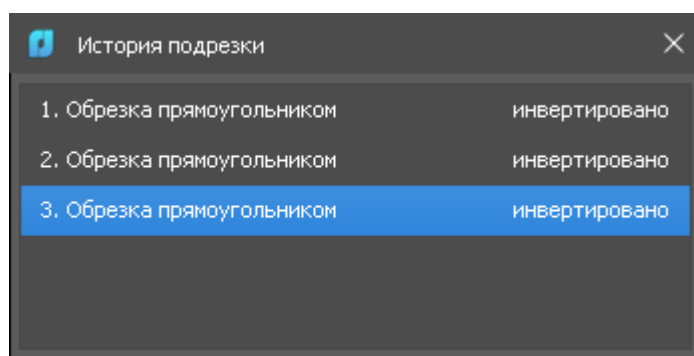 История подрезки
1. Обрезка прямоугольником инвертировано
2. Обрезка прямоугольником инвертировано
3. Обрезка прямоугольником инвертировано